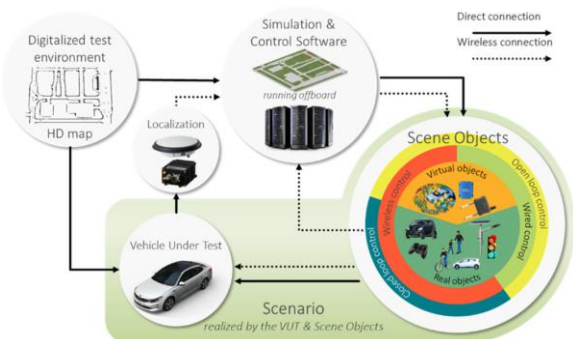 Direct connection
Wireless connection
Digitalized test
environment
HD map
Simulation &
Control Software
running offboard
Localization
Scene Objects
Virtual objects
Real objects
Wireless control
Wired control
Open loop control
Closed loop control
Vehicle Under Test
Scenario
realized by the VUT & Scene Objects